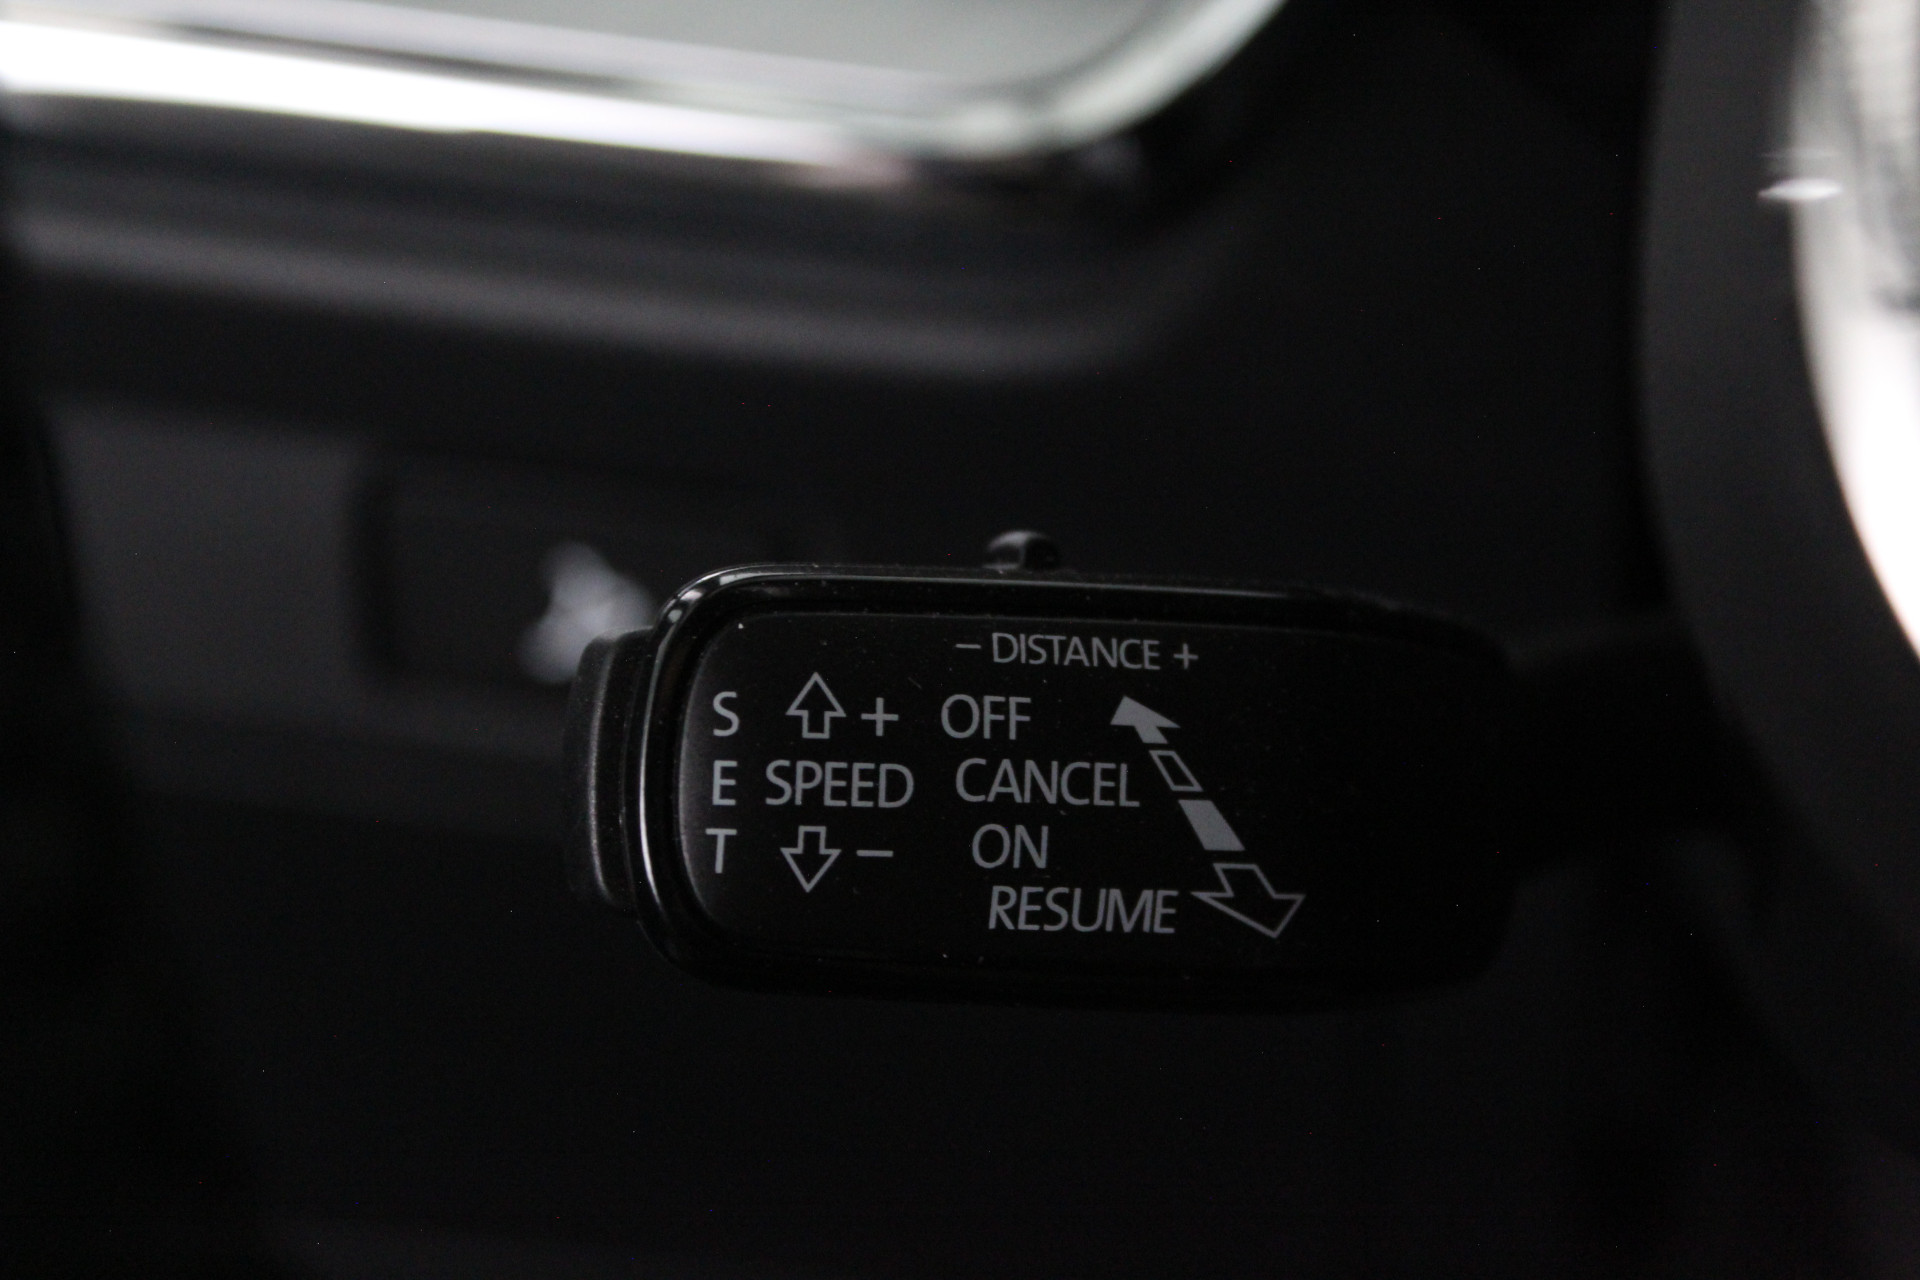 − DISTANCE +
S + OFF
E SPEED CANCEL
T − ON
RESUME